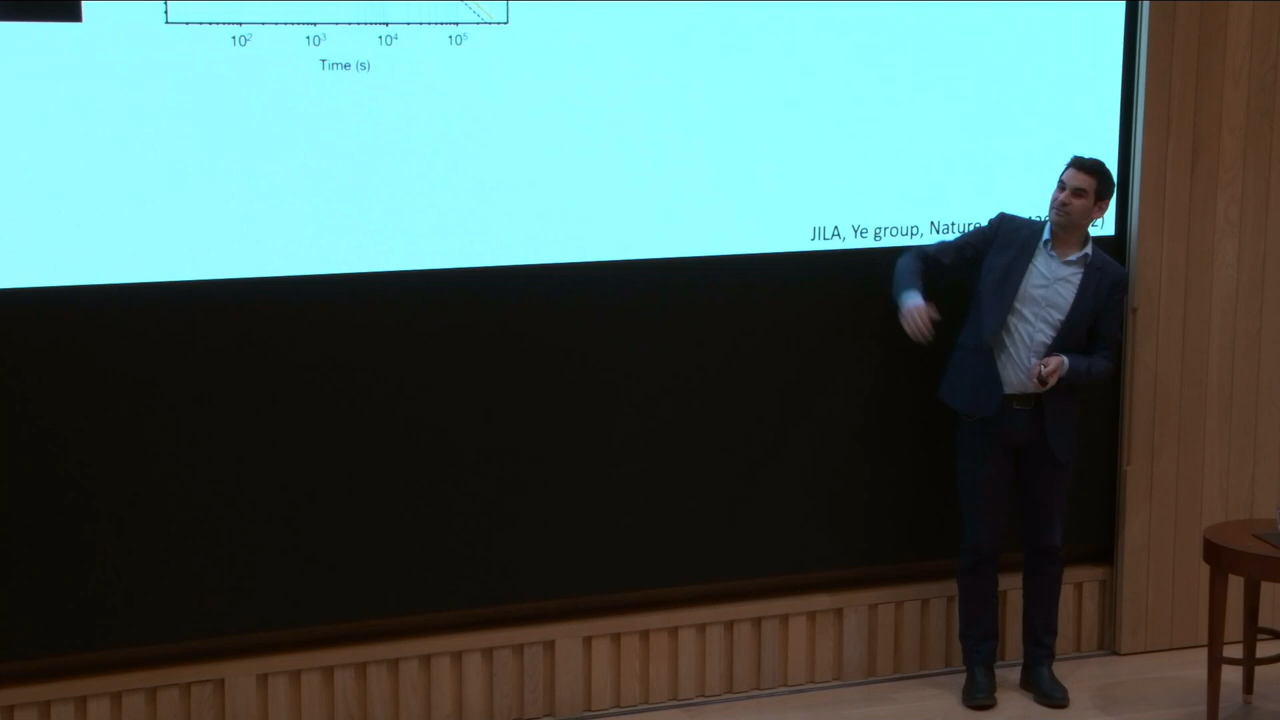 10² 10³ 10⁴ 10⁵
Time (s)
JILA, Ye group, Nature